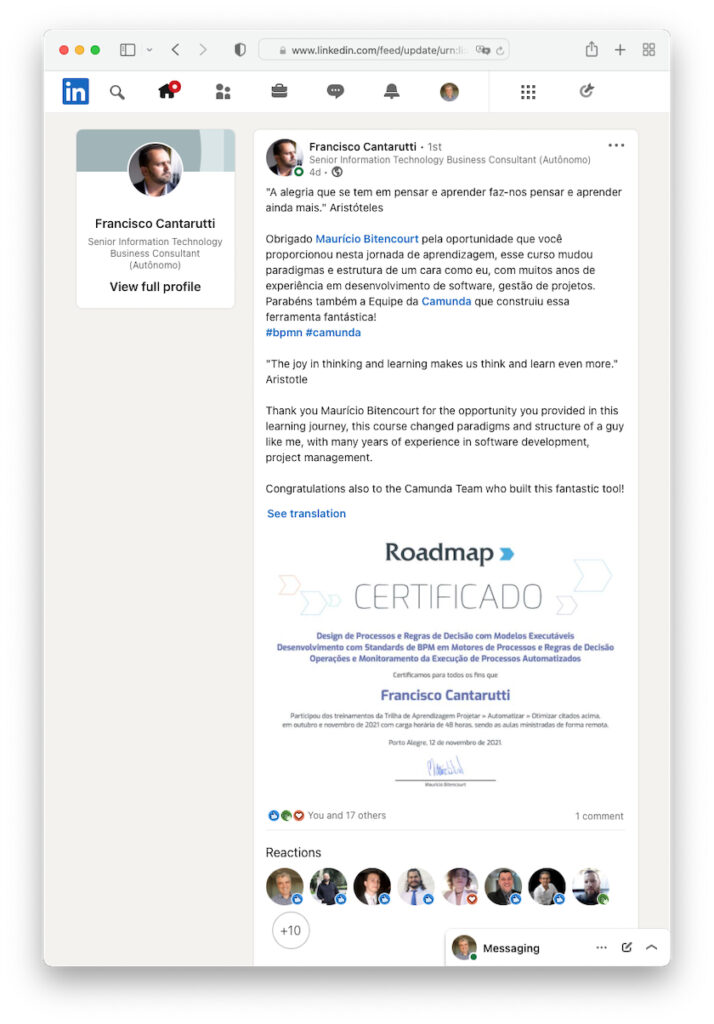 www.linkedin.com/feed/update/urn:li:
in
Francisco Cantarutti
Senior Information Technology
Business Consultant
(Autônomo)
View full profile
Francisco Cantarutti • 1st
Senior Information Technology Business Consultant (Autônomo)
4d •
"A alegria que se tem em pensar e aprender faz-nos pensar e aprender
ainda mais." Aristóteles
Obrigado Maurício Bitencourt pela oportunidade que você
proporcionou nesta jornada de aprendizagem, esse curso mudou
paradigmas e estrutura de um cara como eu, com muitos anos de
experiência em desenvolvimento de software, gestão de projetos.
Parabéns também a Equipe da Camunda que construiu essa
ferramenta fantástica!
#bpmn #camunda
"The joy in thinking and learning makes us think and learn even more."
Aristotle
Thank you Maurício Bitencourt for the opportunity you provided in this
learning journey, this course changed paradigms and structure of a guy
like me, with many years of experience in software development,
project management.
Congratulations also to the Camunda Team who built this fantastic tool!
See translation
Roadmap
CERTIFICADO
Design de Processos e Regras de Decisão com Modelos Executáveis
Desenvolvimento com Standards de BPM em Motores de Processos e Regras de Decisão
Operações e Monitoramento da Execução de Processos Automatizados
Certificamos para todos os fins que
Francisco Cantarutti
Participou dos treinamentos da Trilha de Aprendizagem Projetar » Automatizar » Otimizar citados acima,
em outubro e novembro de 2021 com carga horária de 48 horas, sendo as aulas ministradas de forma remota.
Porto Alegre, 12 de novembro de 2021
Mauricio Bitencourt
You and 17 others
1 comment
Reactions
+10
Messaging